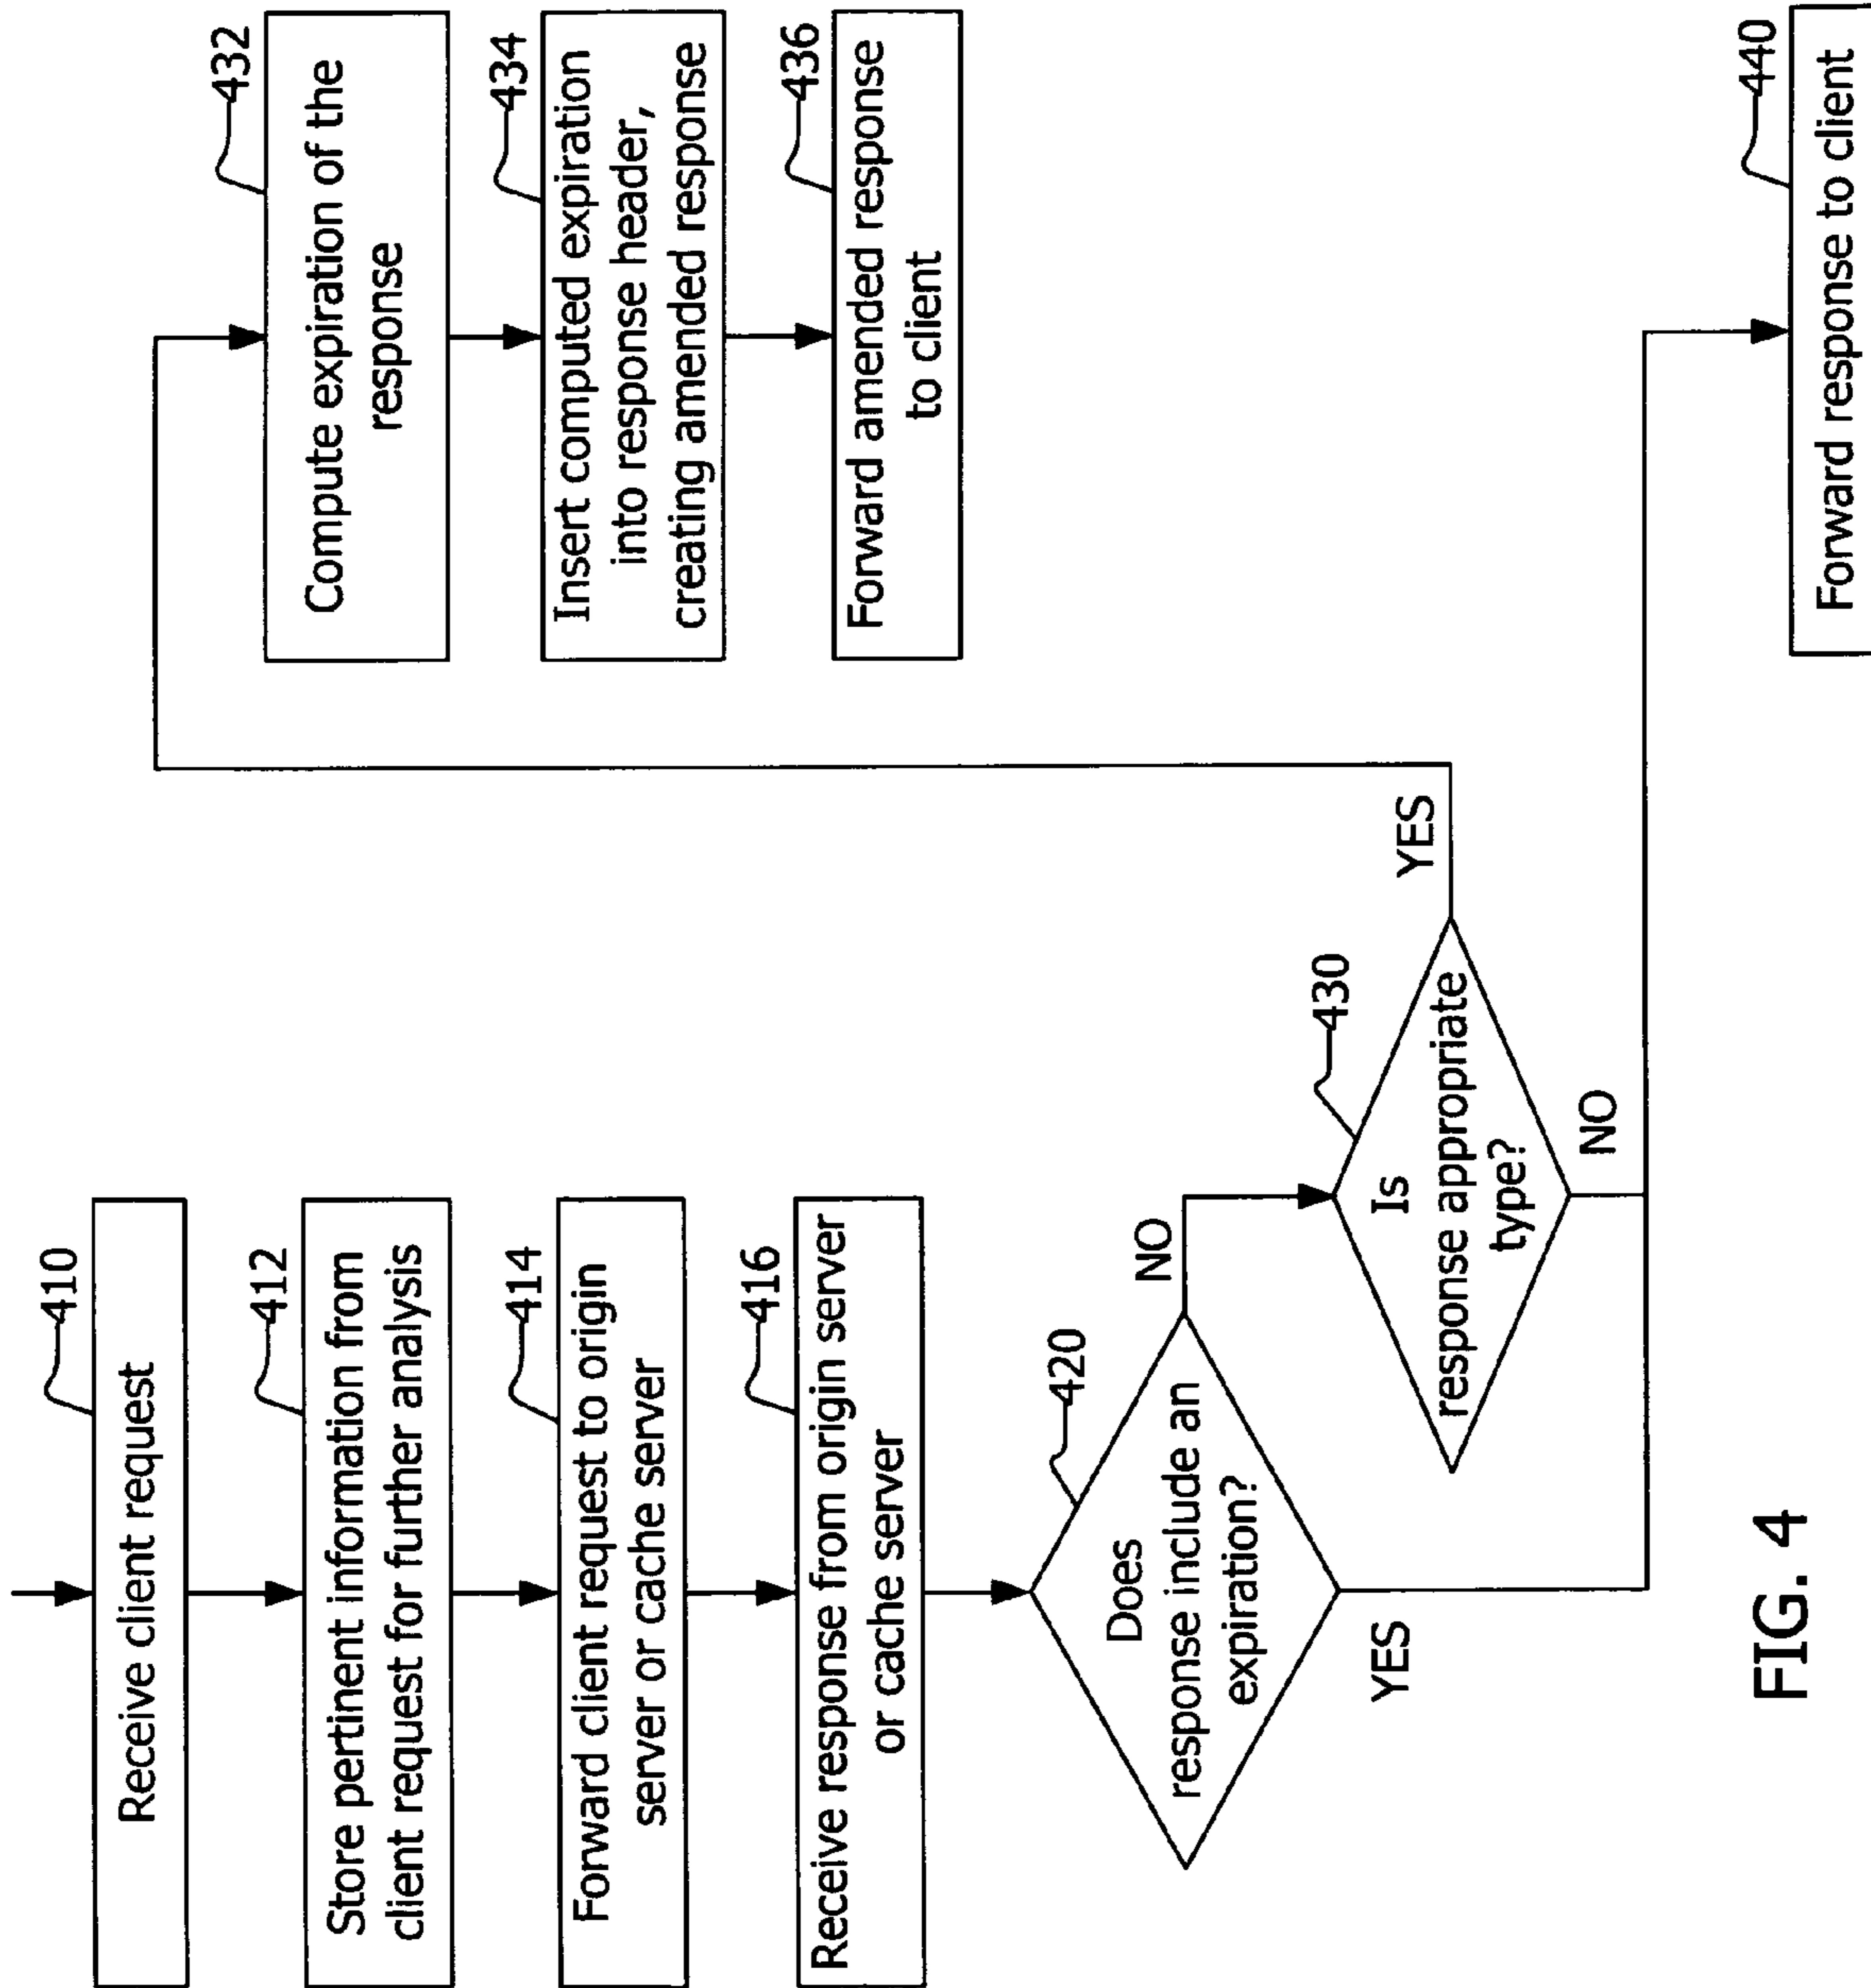 410
Receive client request
412
Store pertinent information from
client request for further analysis
414
Forward client request to origin
server or cache server
416
Receive response from origin server
or cache server
420
Does
response include an
expiration?
YES
NO
430
Is
response appropriate
type?
YES
NO
432
Compute expiration of the
response
434
Insert computed expiration
into response header,
creating amended response
436
Forward amended response
to client
440
Forward response to client
FIG. 4